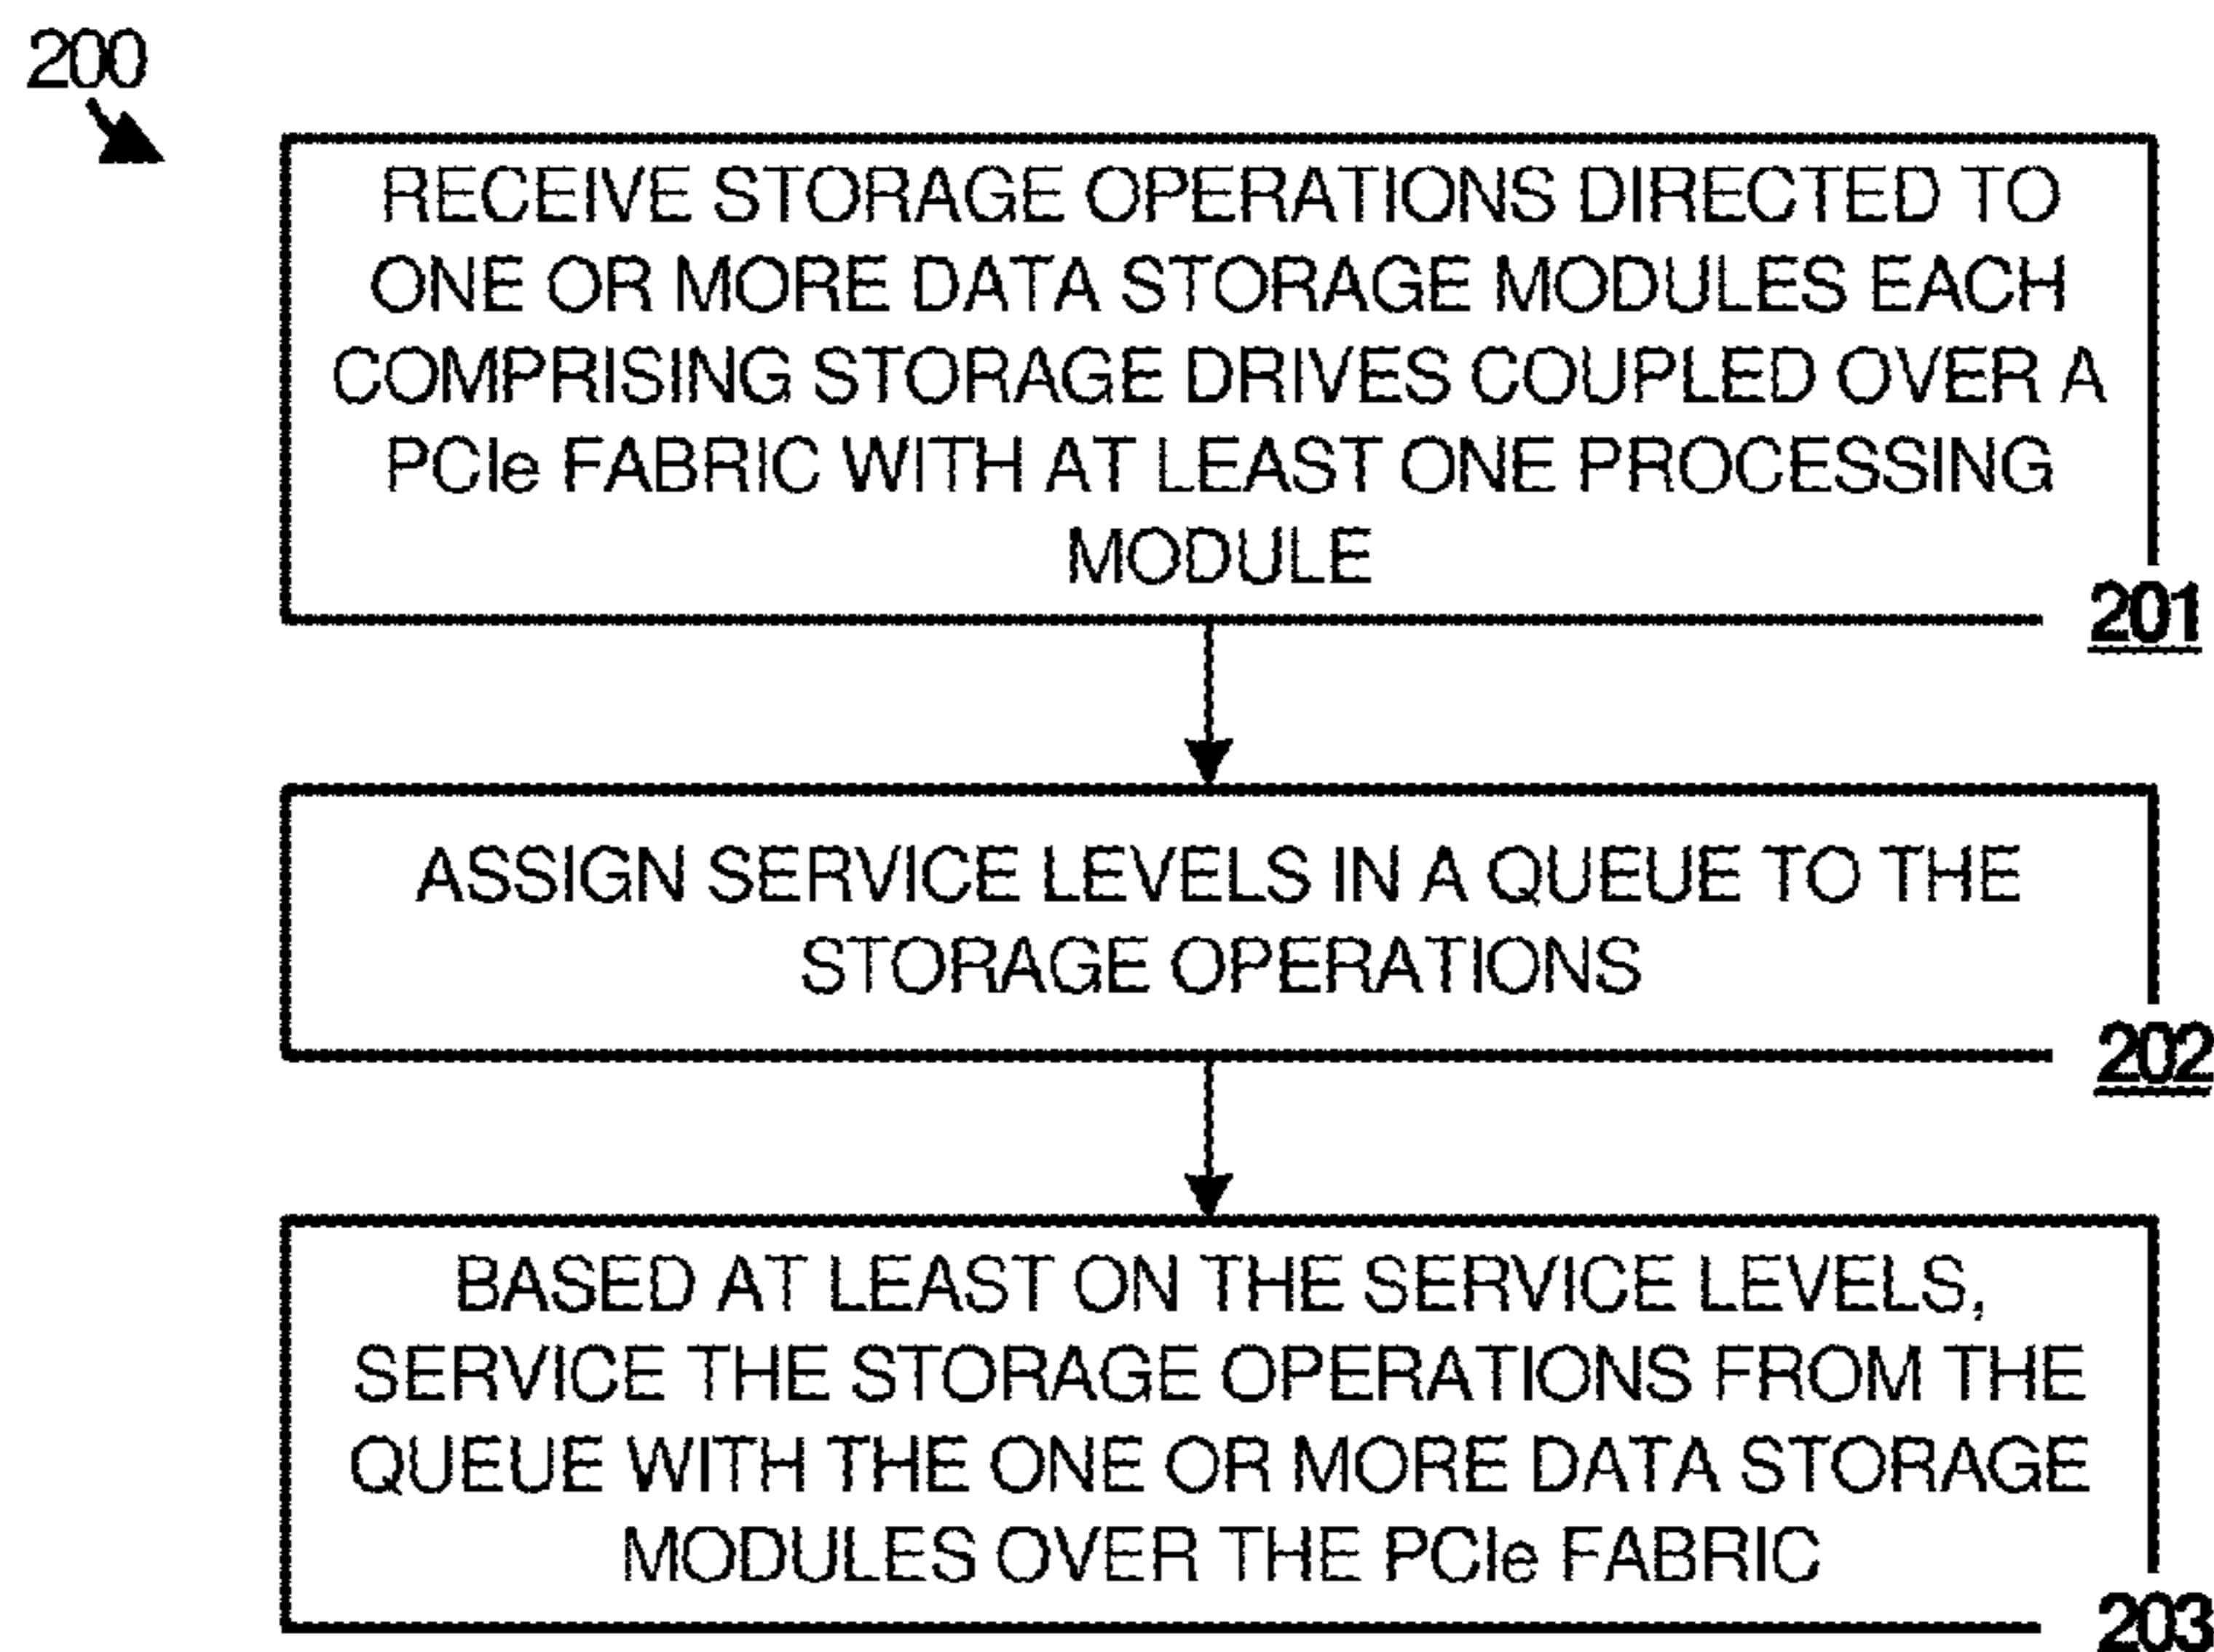 200
RECEIVE STORAGE OPERATIONS DIRECTED TO
ONE OR MORE DATA STORAGE MODULES EACH
COMPRISING STORAGE DRIVES COUPLED OVER A
PCIe FABRIC WITH AT LEAST ONE PROCESSING
MODULE
201
ASSIGN SERVICE LEVELS IN A QUEUE TO THE
STORAGE OPERATIONS
202
BASED AT LEAST ON THE SERVICE LEVELS,
SERVICE THE STORAGE OPERATIONS FROM THE
QUEUE WITH THE ONE OR MORE DATA STORAGE
MODULES OVER THE PCIe FABRIC
203